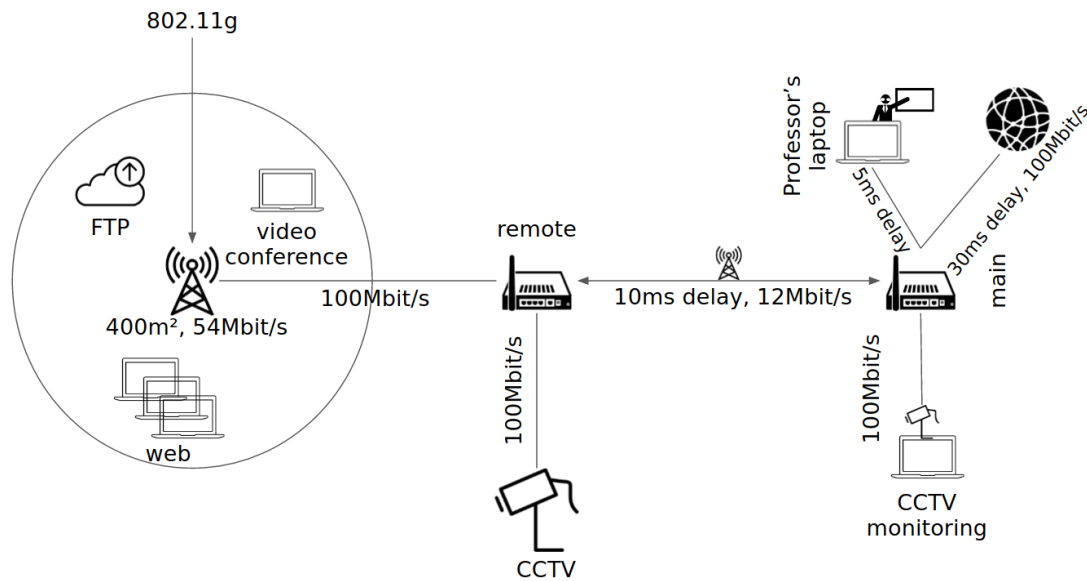 802.11g
FTP
video
conference
400m², 54Mbit/s
web
100Mbit/s
remote
100Mbit/s
CCTV
10ms delay, 12Mbit/s
Professor's
laptop
5ms delay
30ms delay, 100Mbit/s
main
100Mbit/s
CCTV
monitoring